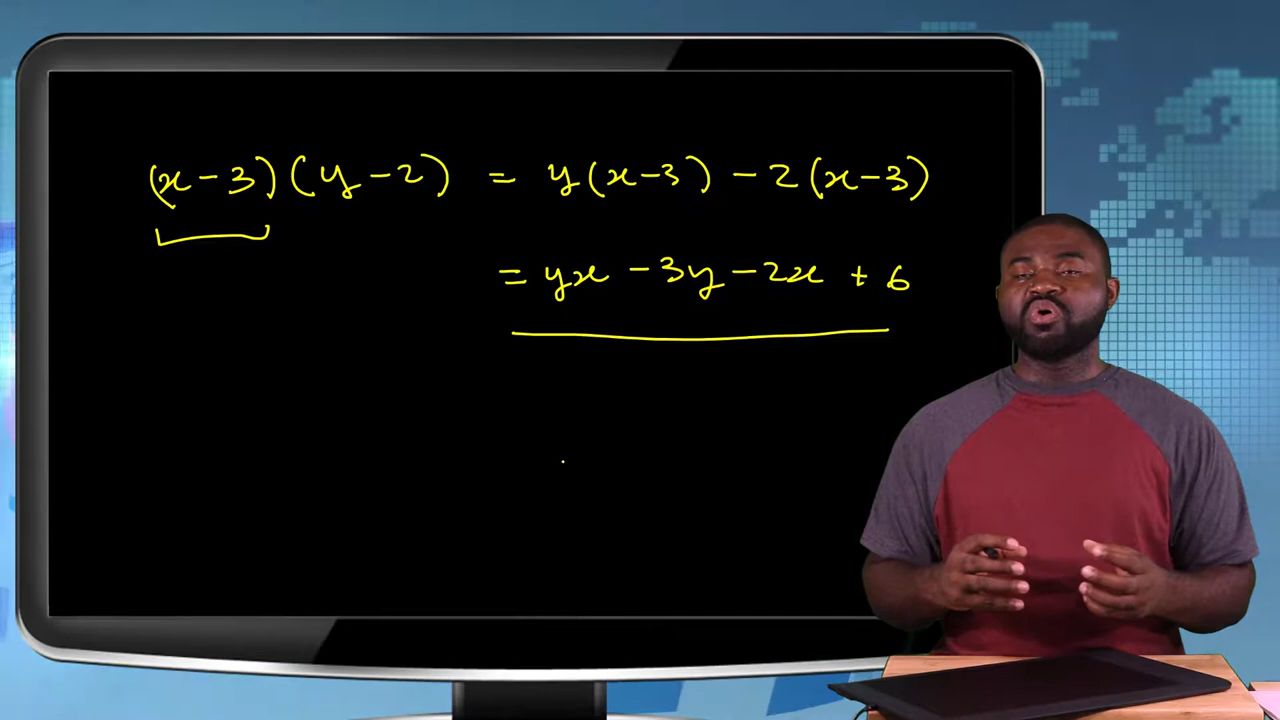 (x-3)(y-2) = y(x-3) - 2(x-3)
= yx - 3y - 2x + 6